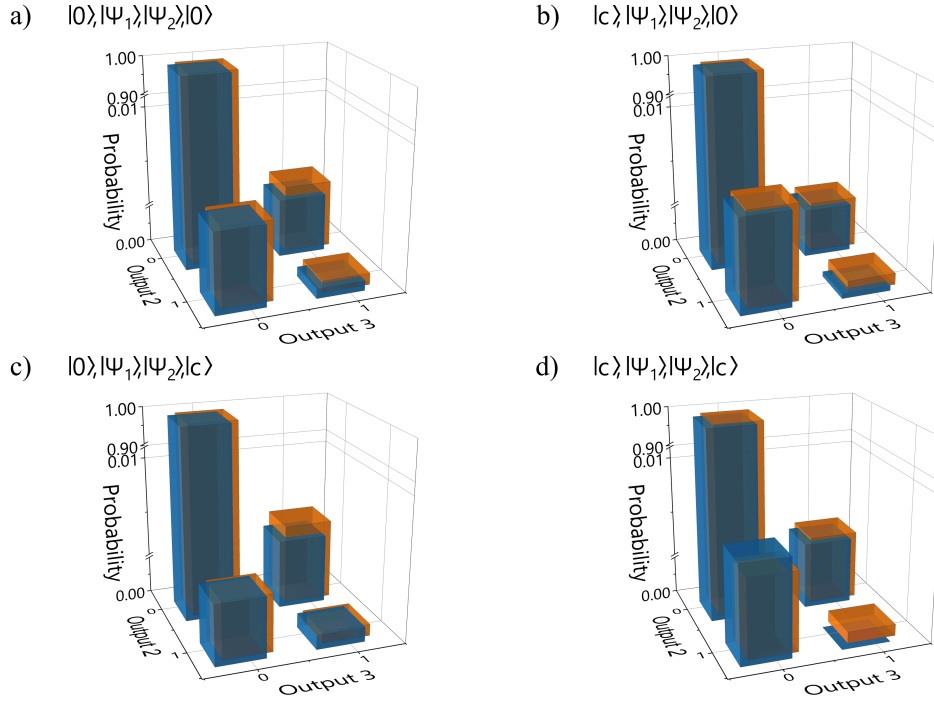 a) |0⟩,|Ψ₁⟩,|Ψ₂⟩,|0⟩
1.00
0.90
0.01
Probability
0.00
0
Output 2
1
0
1
Output 3
b) |c⟩,|Ψ₁⟩,|Ψ₂⟩,|0⟩
1.00
0.90
0.01
Probability
0.00
0
Output 2
1
0
1
Output 3
c) |0⟩,|Ψ₁⟩,|Ψ₂⟩,|c⟩
1.00
0.90
0.01
Probability
0.00
0
Output 2
1
0
1
Output 3
d) |c⟩,|Ψ₁⟩,|Ψ₂⟩,|c⟩
1.00
0.90
0.01
Probability
0.00
0
Output 2
1
0
1
Output 3